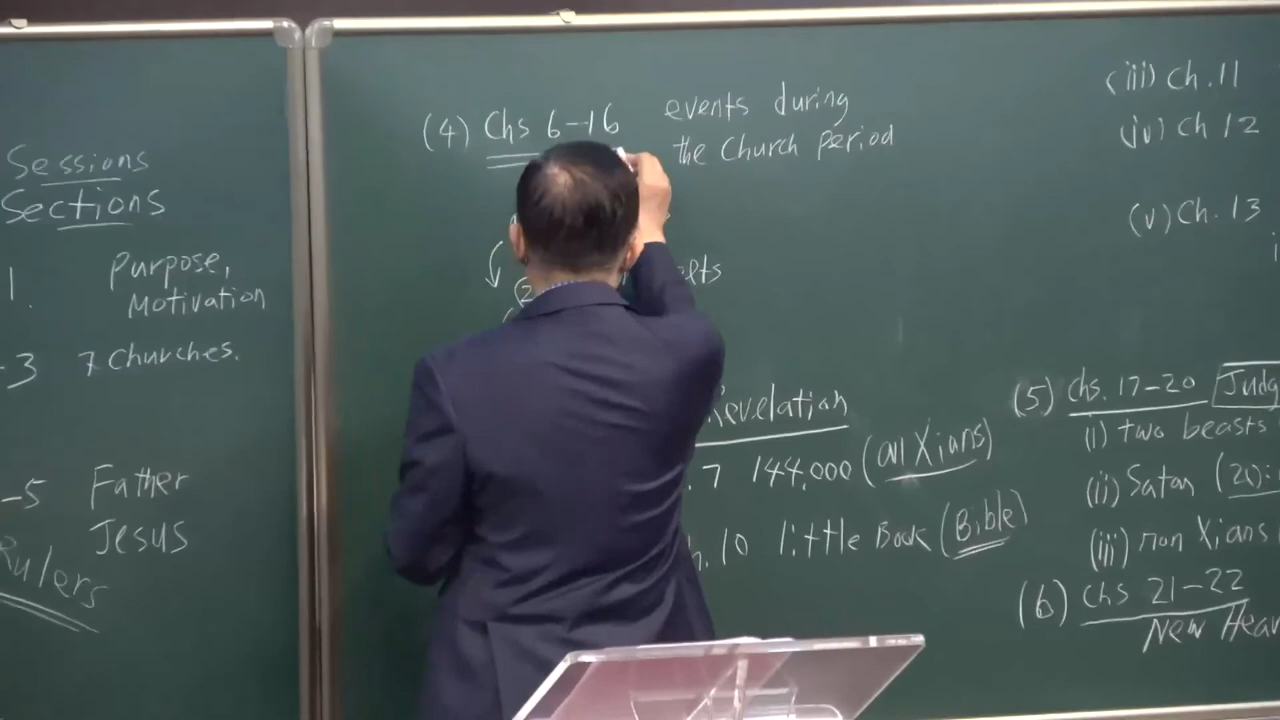 Sessions
Sections
1. Purpose,
Motivation
-3 7 Churches.
-5 Father
Jesus
Rulers
(4) Chs 6-16 events during
the Church period
(2
Revelation
.7 144,000 (all Xians)
h. 10 little Book (Bible)
(iii) Ch. 11
(iv) Ch 12
(v) Ch. 13
(5) Chs. 17-20 Judg
(i) two beasts
(ii) Satan (20:
(iii) non Xians
(6) Chs 21-22
New Heav